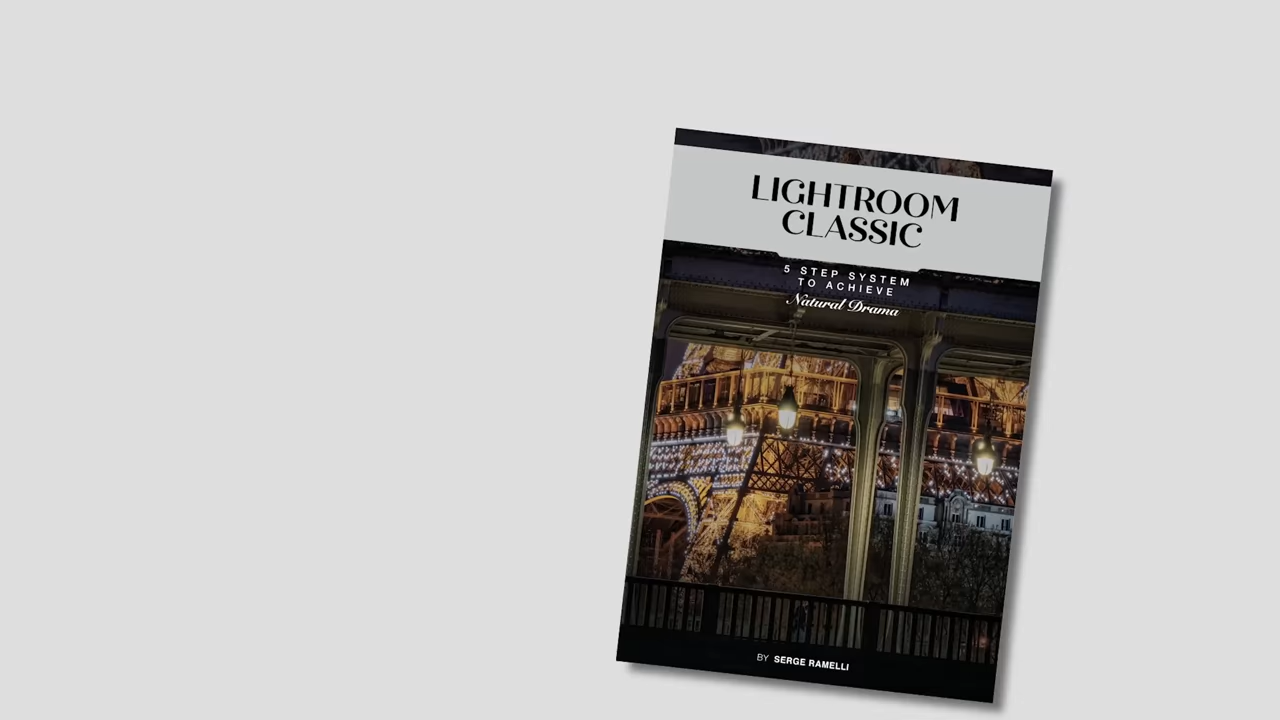 LIGHTROOM
CLASSIC
5 STEP SYSTEM
TO ACHIEVE
Natural Drama
BY SERGE RAMELLI